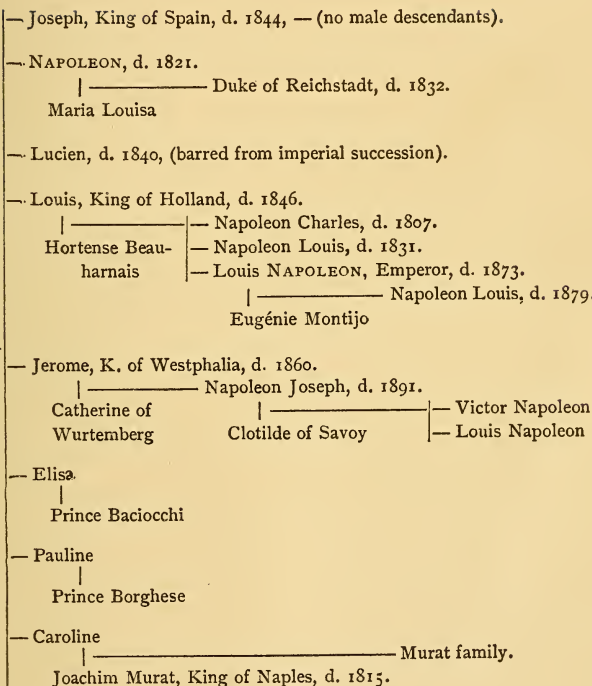 Joseph, King of Spain, d. 1844, — (no male descendants).
NAPOLEON, d. 1821.
Duke of Reichstadt, d. 1832.
Maria Louisa
Lucien, d. 1840, (barred from imperial succession).
Louis, King of Holland, d. 1846.
Napoleon Charles, d. 1807.
Hortense Beau-
harnais
Napoleon Louis, d. 1831.
Louis NAPOLEON, Emperor, d. 1873.
Napoleon Louis, d. 1879.
Eugénie Montijo
Jerome, K. of Westphalia, d. 1860.
Napoleon Joseph, d. 1891.
Catherine of
Wurtemberg
Clotilde of Savoy
Victor Napoleon
Louis Napoleon
Elisa
Prince Baciocchi
Pauline
Prince Borghese
Caroline
Murat family.
Joachim Murat, King of Naples, d. 1815.